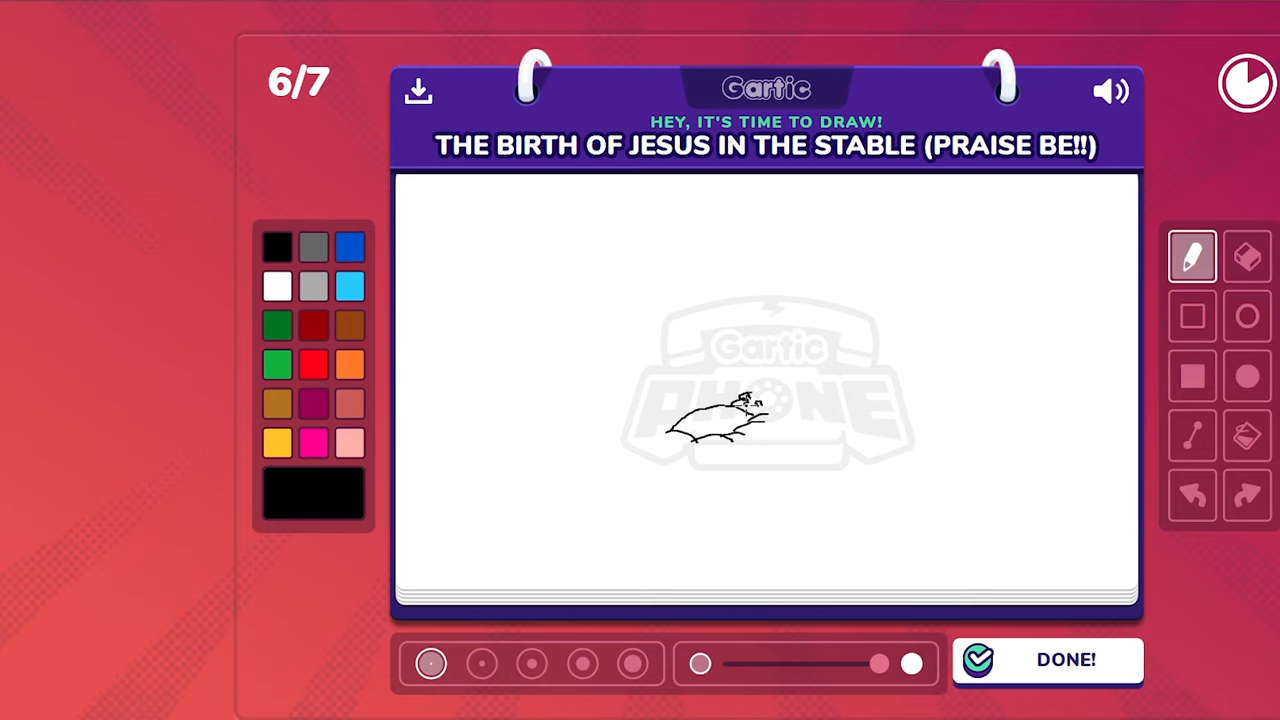 6/7
Gartic
HEY, IT'S TIME TO DRAW!
THE BIRTH OF JESUS IN THE STABLE (PRAISE BE!!)
Gartic
PHONE
DONE!